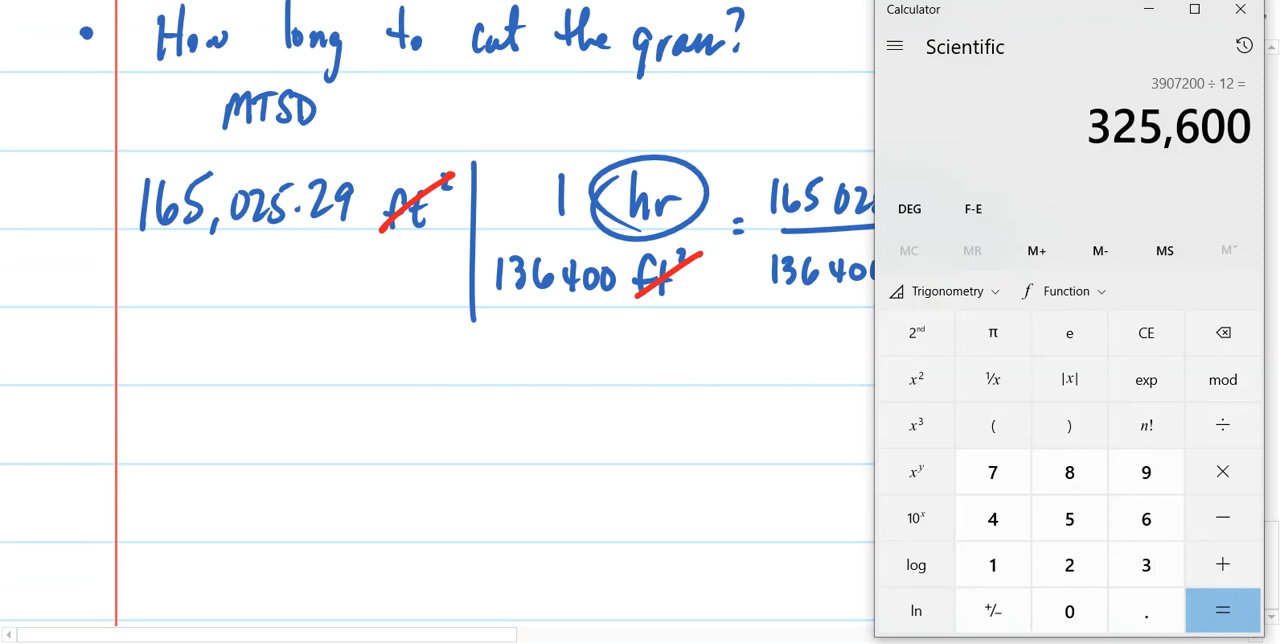 • How long to cut the grass?
MTSD
165,025.29 ft² | 1 hr = 165 02
136400 ft² 136 400
Calculator
Scientific
3907200 ÷ 12 =
325,600
DEG F-E
MC MR M+ M- MS M˅
Trigonometry f Function
2ⁿᵈ π e CE
x² ⅟x |x| exp mod
x³ ( ) n! ÷
xʸ 7 8 9 ×
10ˣ 4 5 6 −
log 1 2 3 +
ln +/− 0 . =